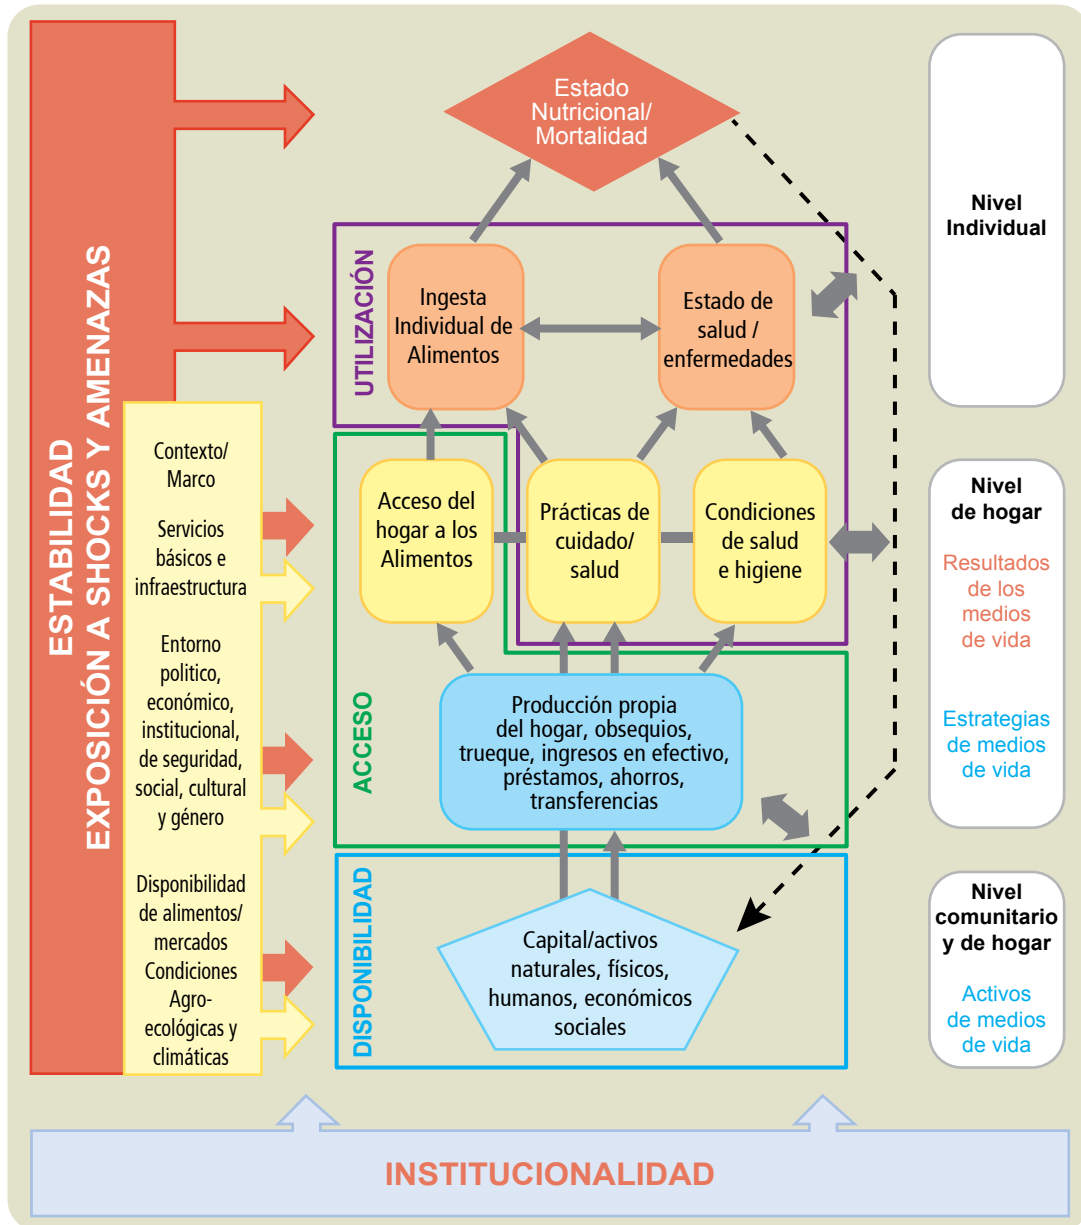 ESTABILIDAD
EXPOSICIÓN A SHOCKS Y AMENAZAS
Contexto/
Marco
Servicios
básicos e
infraestructura
Entorno
politico,
económico,
institucional,
de seguridad,
social, cultural
y género
Disponibilidad
de alimentos/
mercados
Condiciones
Agro-
ecológicas y
climáticas
Estado
Nutricional/
Mortalidad
UTILIZACIÓN
Ingesta
Individual de
Alimentos
Estado de
salud /
enfermedades
ACCESO
Acceso del
hogar a los
Alimentos
Prácticas de
cuidado/
salud
Condiciones
de salud
e higiene
Producción propia
del hogar, obsequios,
trueque, ingresos en efectivo,
préstamos, ahorros,
transferencias
DISPONIBILIDAD
Capital/activos
naturales, físicos,
humanos, económicos
sociales
Nivel
Individual
Nivel
de hogar
Resultados
de los
medios
de vida
Estrategias
de medios
de vida
Nivel
comunitario
y de hogar
Activos
de medios
de vida
INSTITUCIONALIDAD